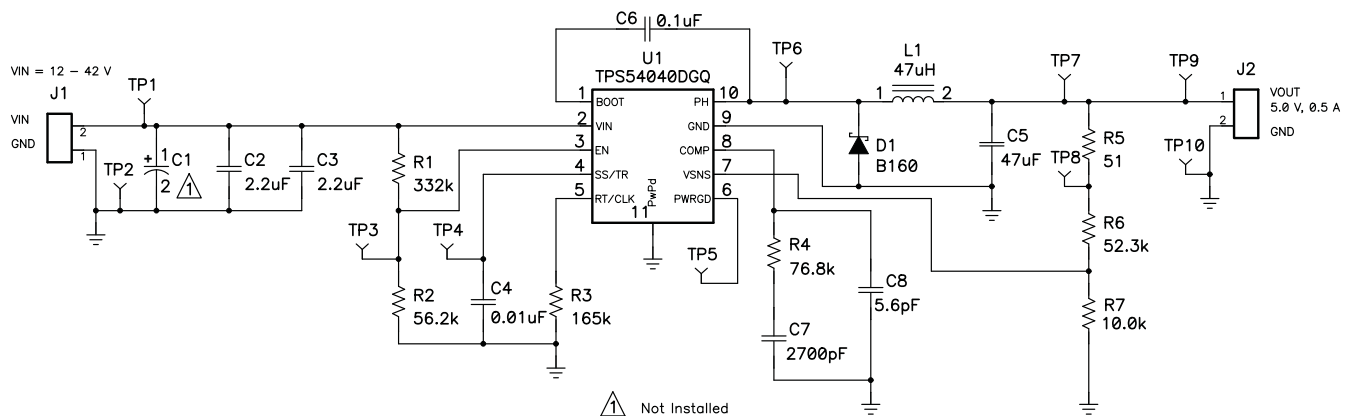 C6
0.1uF
U1
TPS54040DGQ
TP6
L1
47uH
TP7
TP9
J2
VIN = 12 – 42 V
TP1
J1
VIN
GND
2
1
TP2
+
1
2
C1
1
C2
2.2uF
C3
2.2uF
R1
332k
TP3
R2
56.2k
TP4
C4
0.01uF
R3
165k
1
BOOT
2
VIN
3
EN
4
SS/TR
5
RT/CLK
11
PwPd
PH
10
GND
9
COMP
8
VSNS
7
PWRGD
6
TP5
1
2
D1
B160
C5
47uF
R4
76.8k
C7
2700pF
C8
5.6pF
R5
51
TP8
R6
52.3k
R7
10.0k
TP10
1
2
VOUT
5.0 V, 0.5 A
GND
1
Not Installed